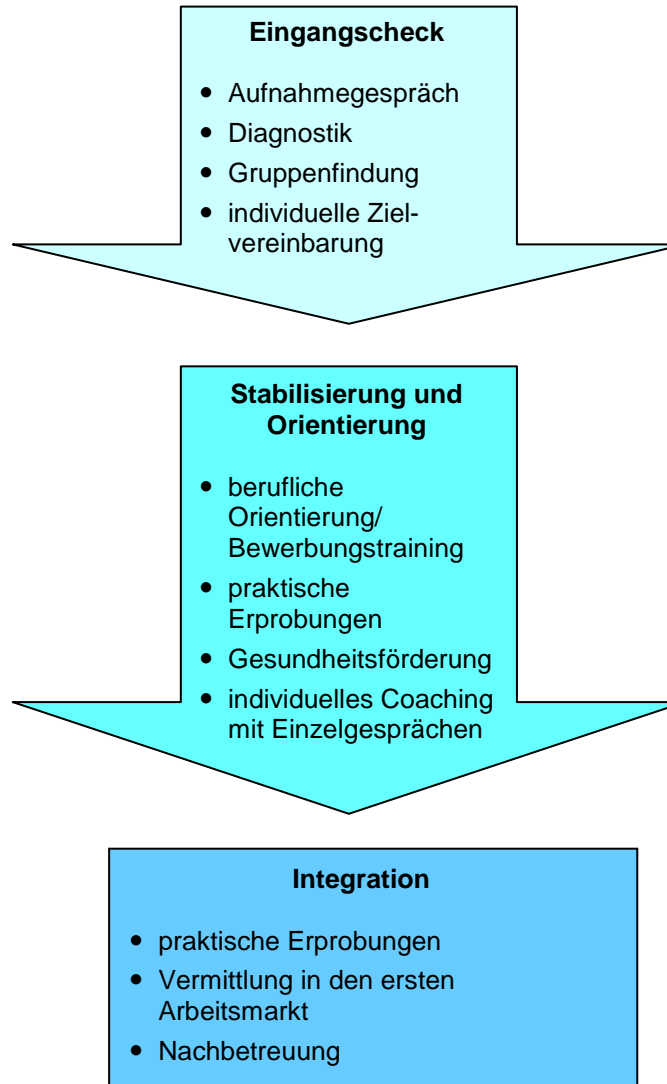 Eingangscheck
• Aufnahmegespräch
• Diagnostik
• Gruppenfindung
• individuelle Ziel-
vereinbarung
Stabilisierung und
Orientierung
• berufliche
Orientierung/
Bewerbungstraining
• praktische
Erprobungen
• Gesundheitsförderung
• individuelles Coaching
mit Einzelgesprächen
Integration
• praktische Erprobungen
• Vermittlung in den ersten
Arbeitsmarkt
• Nachbetreuung